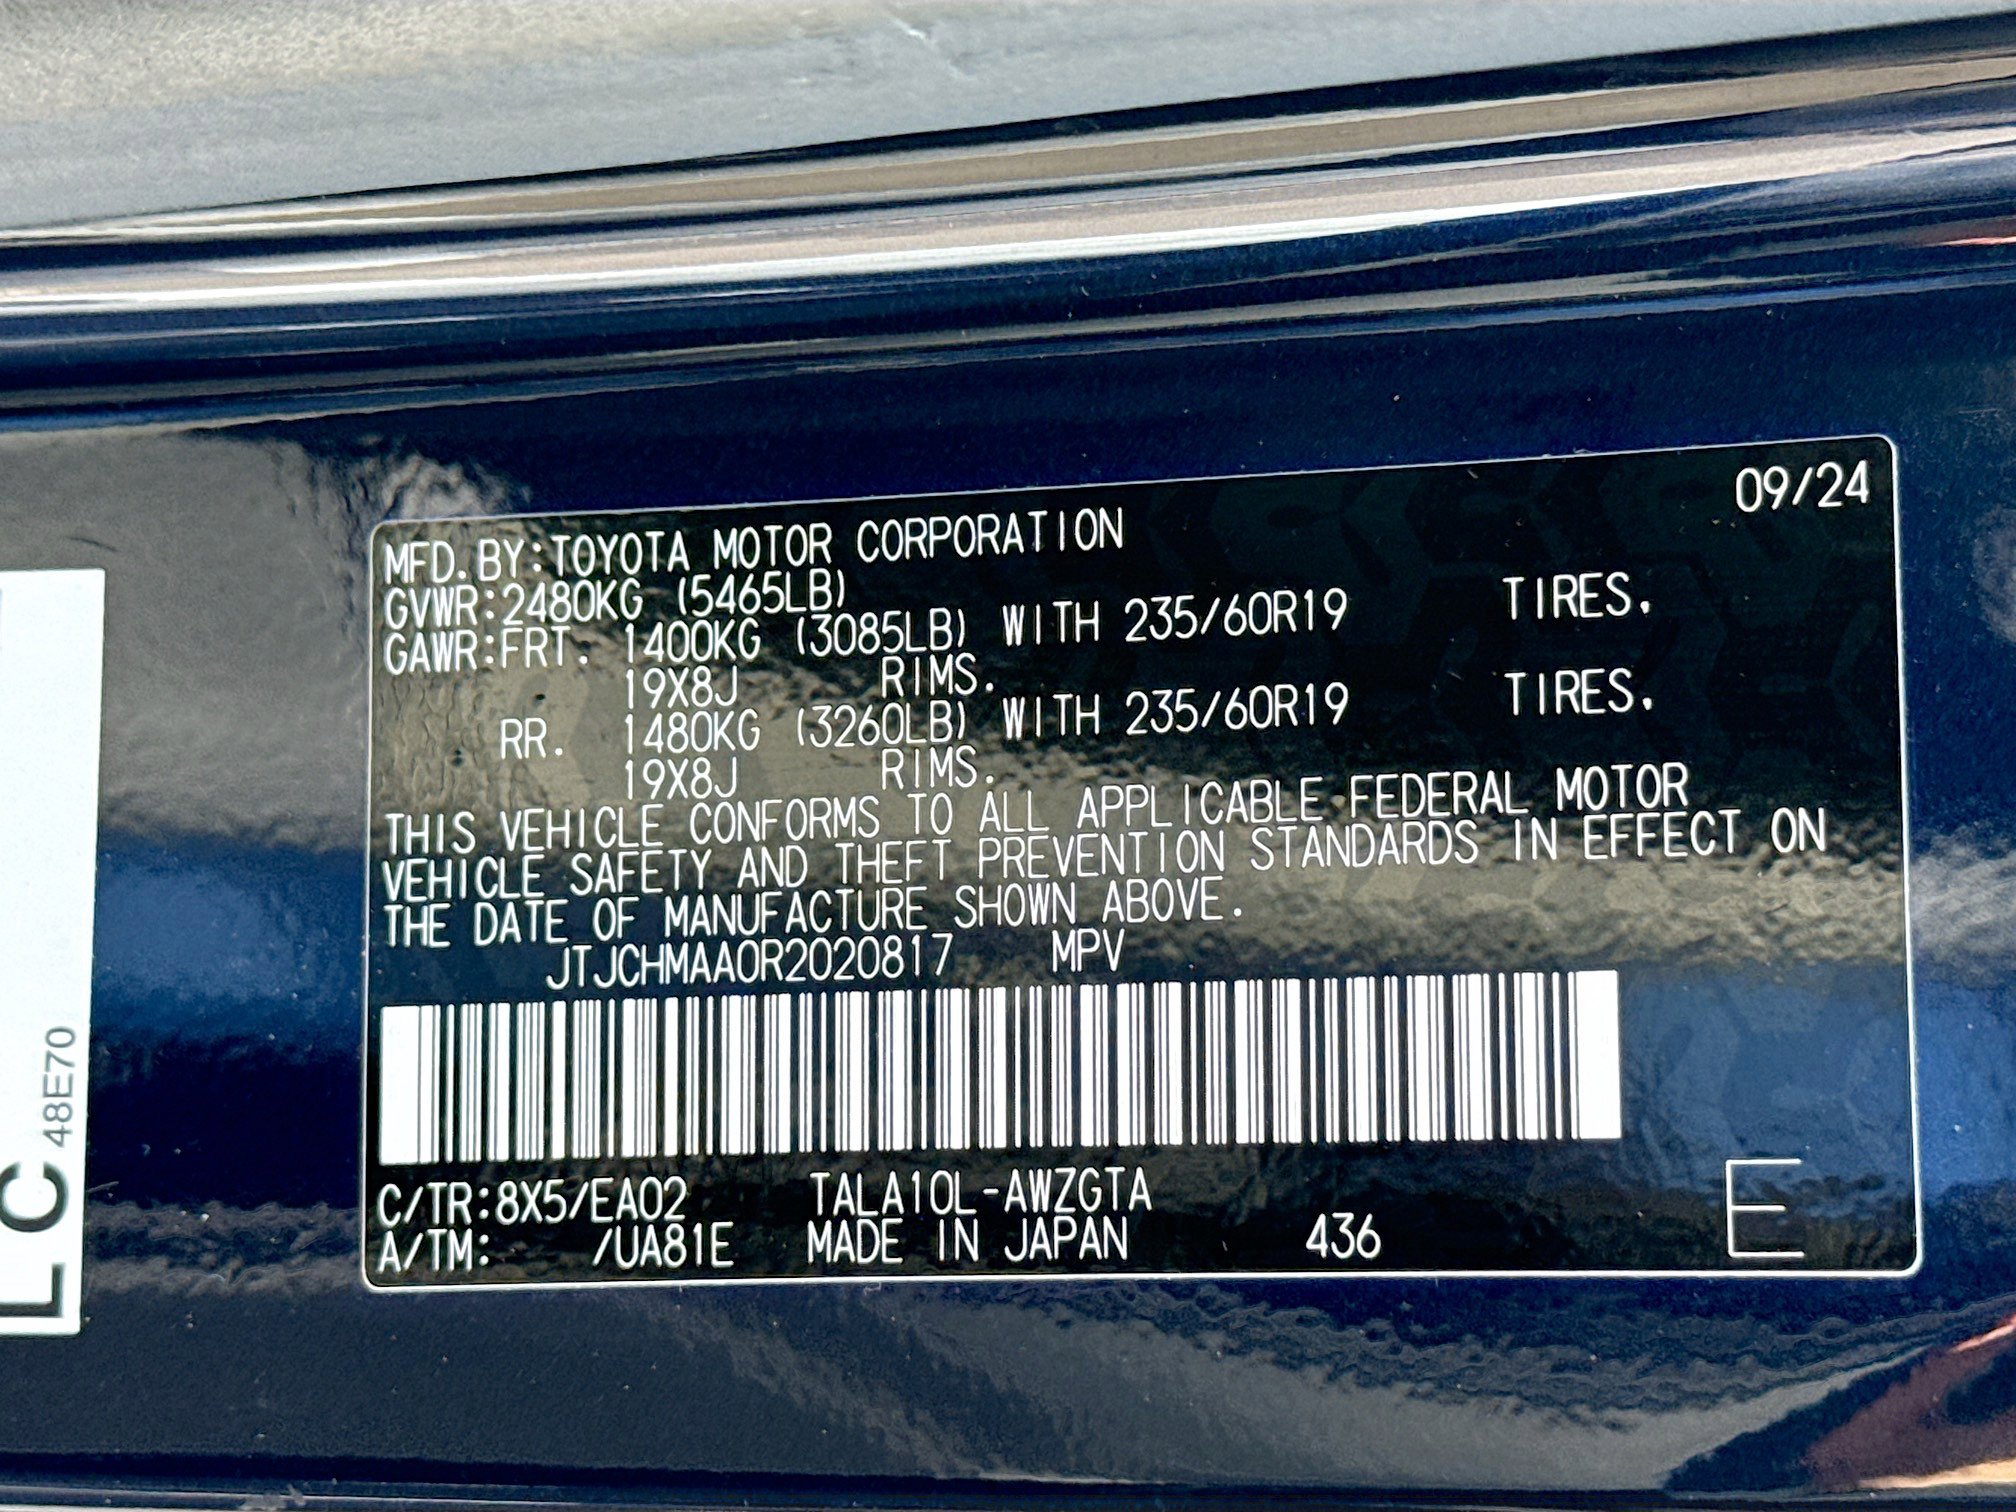 09/24
MFD.BY:TOYOTA MOTOR CORPORATION
GVWR:2480KG (5465LB)
GAWR:FRT. 1400KG (3085LB) WITH 235/60R19 TIRES.
19X8J RIMS.
RR. 1480KG (3260LB) WITH 235/60R19 TIRES.
19X8J RIMS.
THIS VEHICLE CONFORMS TO ALL APPLICABLE FEDERAL MOTOR
VEHICLE SAFETY AND THEFT PREVENTION STANDARDS IN EFFECT ON
THE DATE OF MANUFACTURE SHOWN ABOVE.
JTJCHMAA0R2020817 MPV
C/TR:8X5/EA02 TALA10L-AWZGTA
A/TM: /UA81E MADE IN JAPAN 436 E
LC 48E70